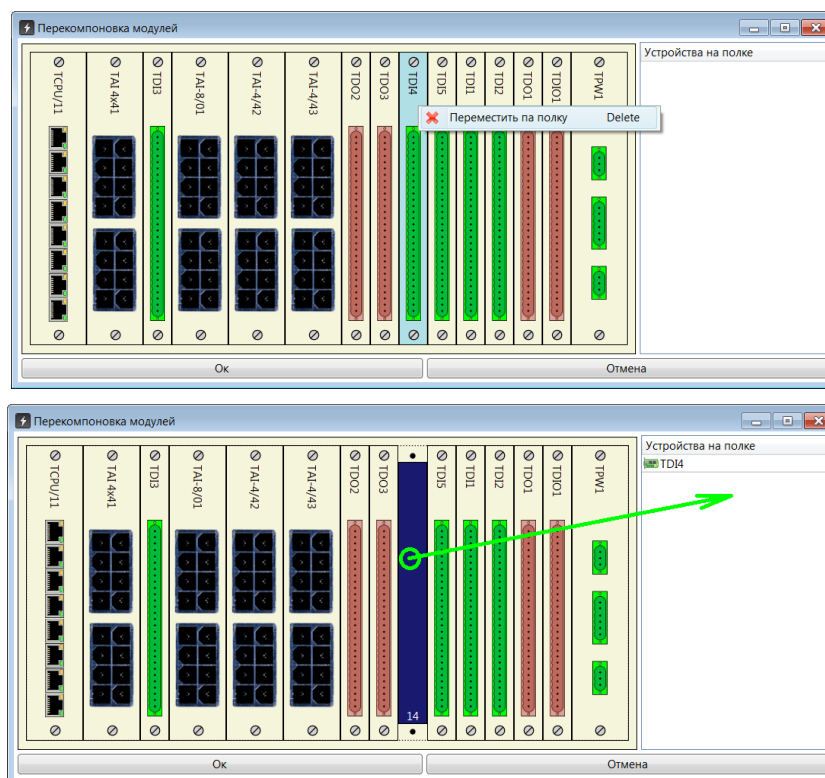 Перекомпоновка модулей
Устройства на полке
TCPU/11 TAI 4x41 TDI3 TAI-8/01 TAI-4/42 TAI-4/43 TDO2 TDO3 TDI4 TDI5 TDI1 TDI2 TDO1 TDIO1 TPW1
Переместить па полку Delete
Ок Отмена
Перекомпоновка модулей
Устройства на полке
TDI4
TCPU/11 TAI 4x41 TDI3 TAI-8/01 TAI-4/42 TAI-4/43 TDO2 TDO3 TDI5 TDI1 TDI2 TDO1 TDIO1 TPW1
14
Ок Отмена